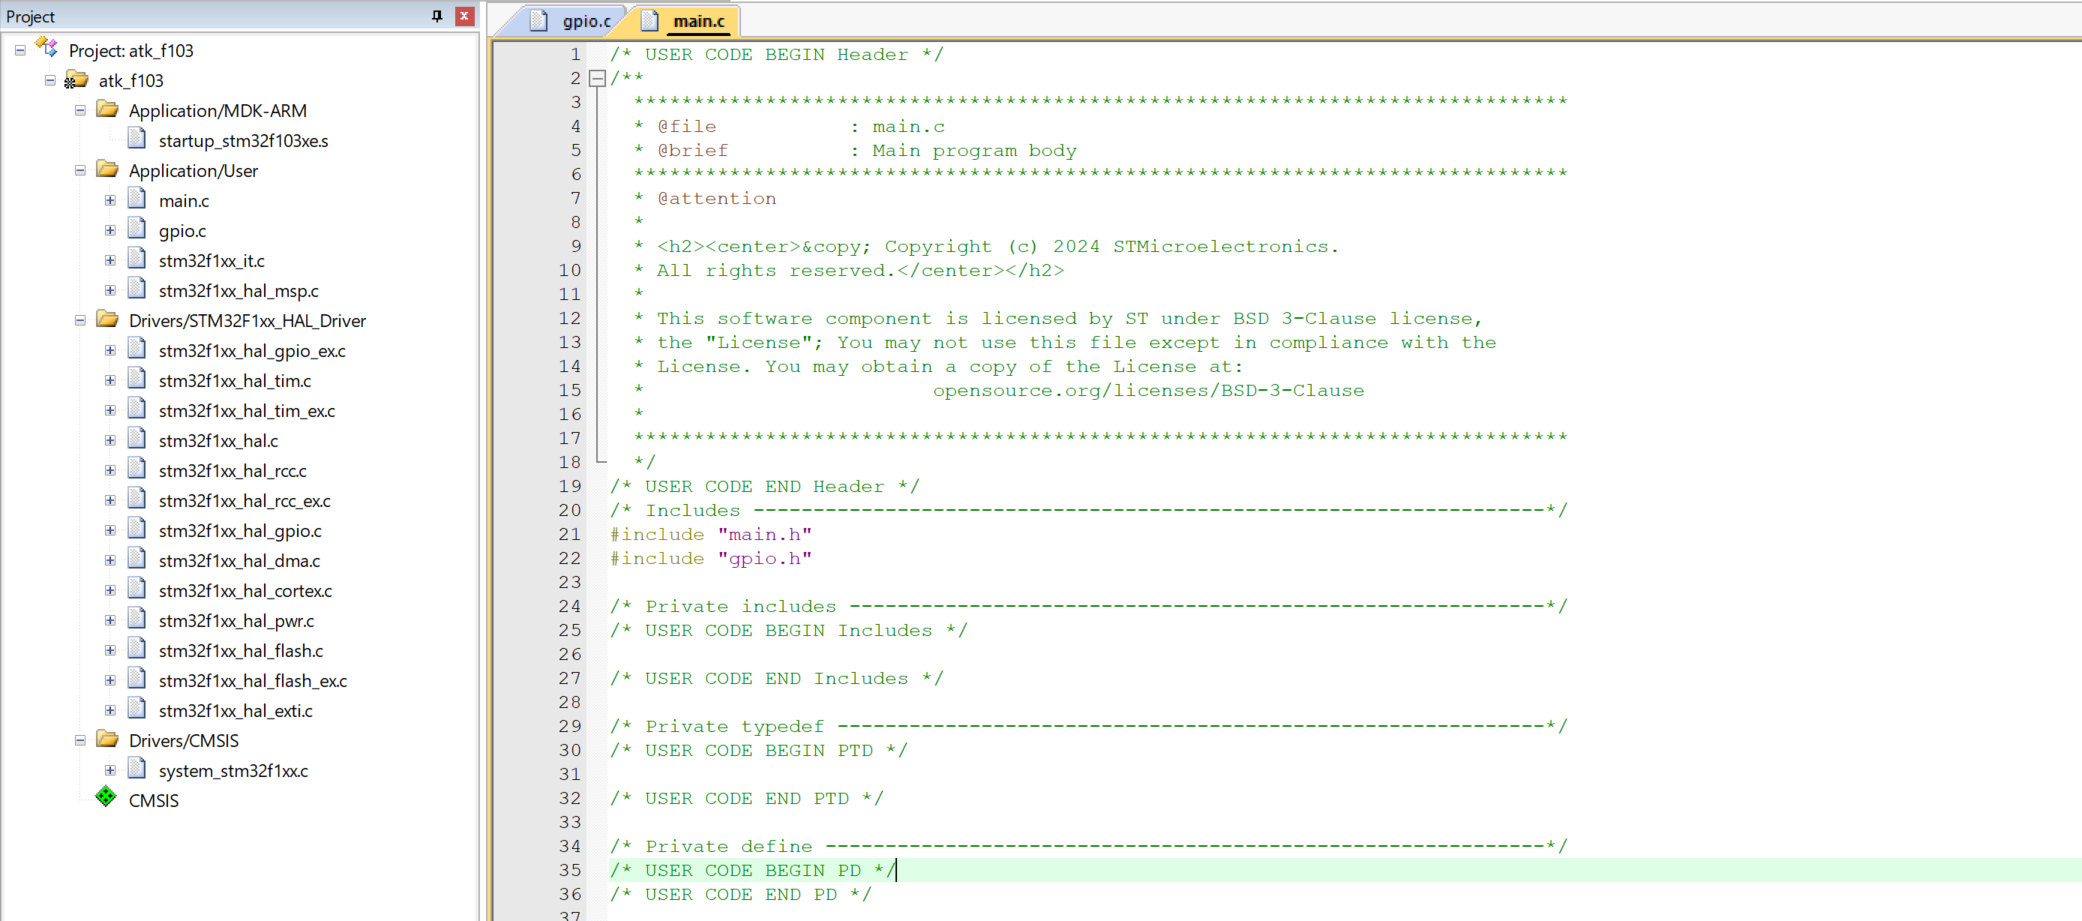 Project
Project: atk_f103
atk_f103
Application/MDK-ARM
startup_stm32f103xe.s
Application/User
main.c
gpio.c
stm32f1xx_it.c
stm32f1xx_hal_msp.c
Drivers/STM32F1xx_HAL_Driver
stm32f1xx_hal_gpio_ex.c
stm32f1xx_hal_tim.c
stm32f1xx_hal_tim_ex.c
stm32f1xx_hal.c
stm32f1xx_hal_rcc.c
stm32f1xx_hal_rcc_ex.c
stm32f1xx_hal_gpio.c
stm32f1xx_hal_dma.c
stm32f1xx_hal_cortex.c
stm32f1xx_hal_pwr.c
stm32f1xx_hal_flash.c
stm32f1xx_hal_flash_ex.c
stm32f1xx_hal_exti.c
Drivers/CMSIS
system_stm32f1xx.c
CMSIS
gpio.c main.c
1 /* USER CODE BEGIN Header */
2 /**
3 ******************************************************************************
4 * @file : main.c
5 * @brief : Main program body
6 ******************************************************************************
7 * @attention
8 *
9 * <h2><center>&copy; Copyright (c) 2024 STMicroelectronics.
10 * All rights reserved.</center></h2>
11 *
12 * This software component is licensed by ST under BSD 3-Clause license,
13 * the "License"; You may not use this file except in compliance with the
14 * License. You may obtain a copy of the License at:
15 * opensource.org/licenses/BSD-3-Clause
16 *
17 ******************************************************************************
18 */
19 /* USER CODE END Header */
20 /* Includes ------------------------------------------------------------------*/
21 #include "main.h"
22 #include "gpio.h"
23
24 /* Private includes ----------------------------------------------------------*/
25 /* USER CODE BEGIN Includes */
26
27 /* USER CODE END Includes */
28
29 /* Private typedef -----------------------------------------------------------*/
30 /* USER CODE BEGIN PTD */
31
32 /* USER CODE END PTD */
33
34 /* Private define ------------------------------------------------------------*/
35 /* USER CODE BEGIN PD */
36 /* USER CODE END PD */
37